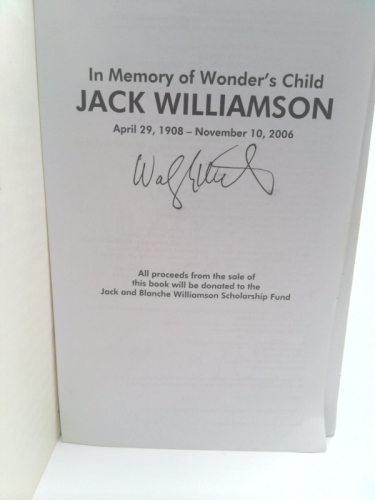 In Memory of Wonder's Child
JACK WILLIAMSON
April 29, 1908 – November 10, 2006
All proceeds from the sale of
this book will be donated to the
Jack and Blanche Williamson Scholarship Fund